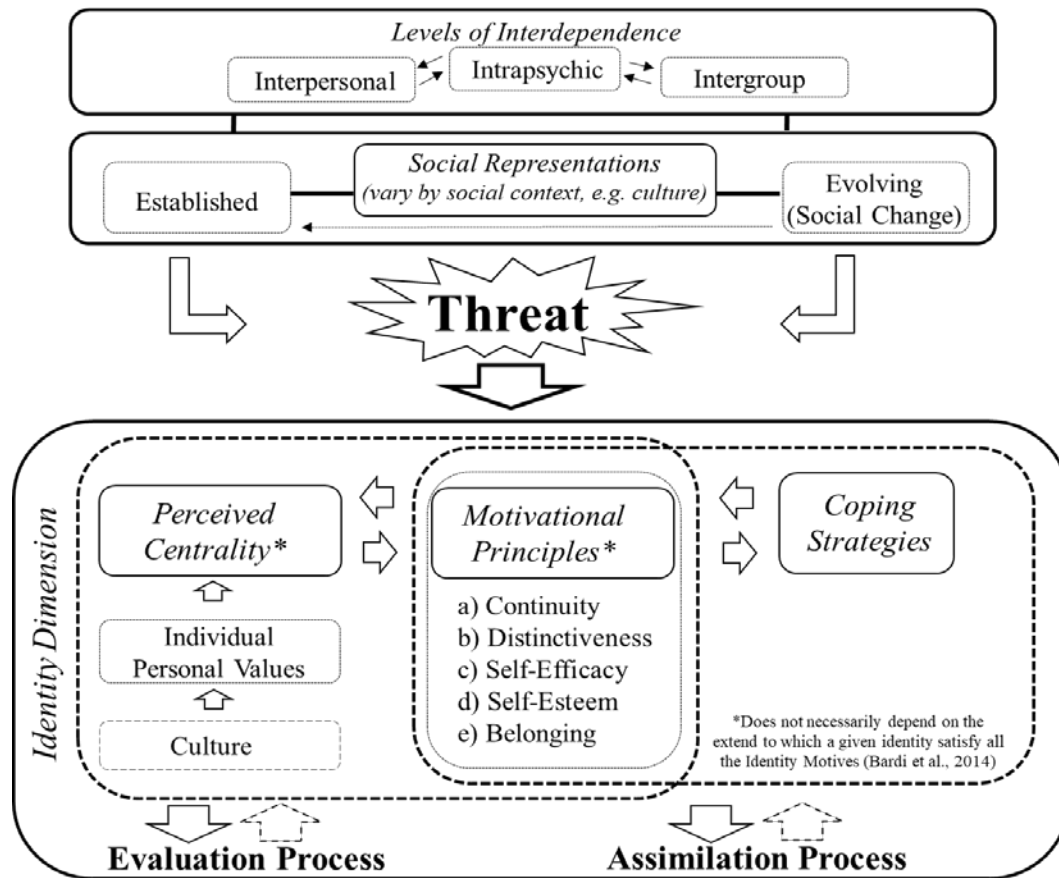 Levels of Interdependence
Interpersonal
Intrapsychic
Intergroup
Social Representations
(vary by social context, e.g. culture)
Established
Evolving
(Social Change)
Threat
Identity Dimension
Perceived
Centrality*
Individual
Personal Values
Culture
Motivational
Principles*
a) Continuity
b) Distinctiveness
c) Self-Efficacy
d) Self-Esteem
e) Belonging
Coping
Strategies
*Does not necessarily depend on the
extend to which a given identity satisfy all
the Identity Motives (Bardi et al., 2014)
Evaluation Process
Assimilation Process